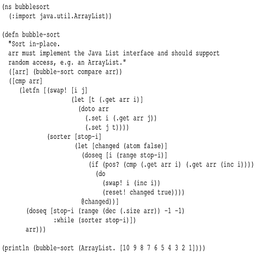 (ns bubblesort
(:import java.util.ArrayList))
(defn bubble-sort
"Sort in-place.
arr must implement the Java List interface and should support
random access, e.g. an ArrayList."
([arr] (bubble-sort compare arr))
([cmp arr]
(letfn [(swap! [i j]
(let [t (.get arr i)]
(doto arr
(.set i (.get arr j))
(.set j t))))
(sorter [stop-i]
(let [changed (atom false)]
(doseq [i (range stop-i)]
(if (pos? (cmp (.get arr i) (.get arr (inc i))))
(do
(swap! i (inc i))
(reset! changed true))))
@changed))]
(doseq [stop-i (range (dec (.size arr)) -1 -1)
:while (sorter stop-i)])
arr)))
(println (bubble-sort (ArrayList. [10 9 8 7 6 5 4 3 2 1])))